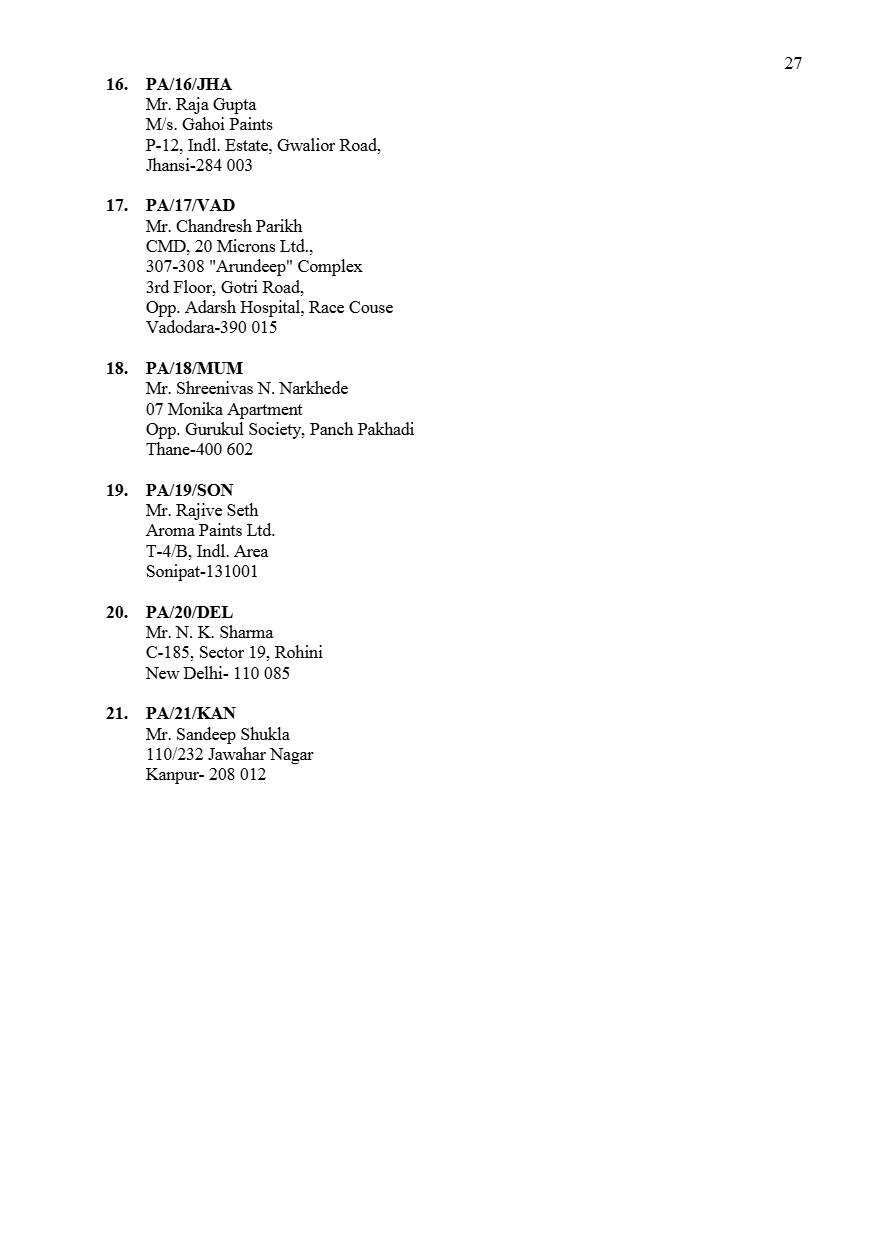 27
16. PA/16/JHA
Mr. Raja Gupta
M/s. Gahoi Paints
P-12, Indl. Estate, Gwalior Road,
Jhansi-284 003
17. PA/17/VAD
Mr. Chandresh Parikh
CMD, 20 Microns Ltd.,
307-308 "Arundeep" Complex
3rd Floor, Gotri Road,
Opp. Adarsh Hospital, Race Couse
Vadodara-390 015
18. PA/18/MUM
Mr. Shreenivas N. Narkhede
07 Monika Apartment
Opp. Gurukul Society, Panch Pakhadi
Thane-400 602
19. PA/19/SON
Mr. Rajive Seth
Aroma Paints Ltd.
T-4/B, Indl. Area
Sonipat-131001
20. PA/20/DEL
Mr. N. K. Sharma
C-185, Sector 19, Rohini
New Delhi- 110 085
21. PA/21/KAN
Mr. Sandeep Shukla
110/232 Jawahar Nagar
Kanpur- 208 012